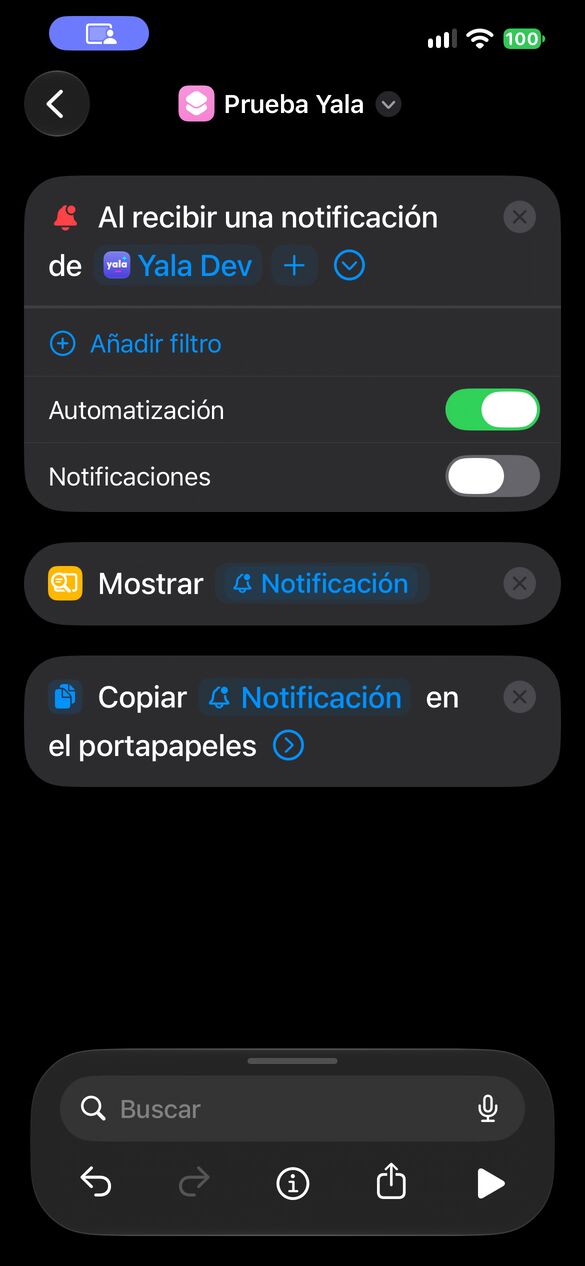 100
Prueba Yala
Al recibir una notificación
de yala Yala Dev
Añadir filtro
Automatización
Notificaciones
Mostrar Notificación
Copiar Notificación en
el portapapeles
Buscar